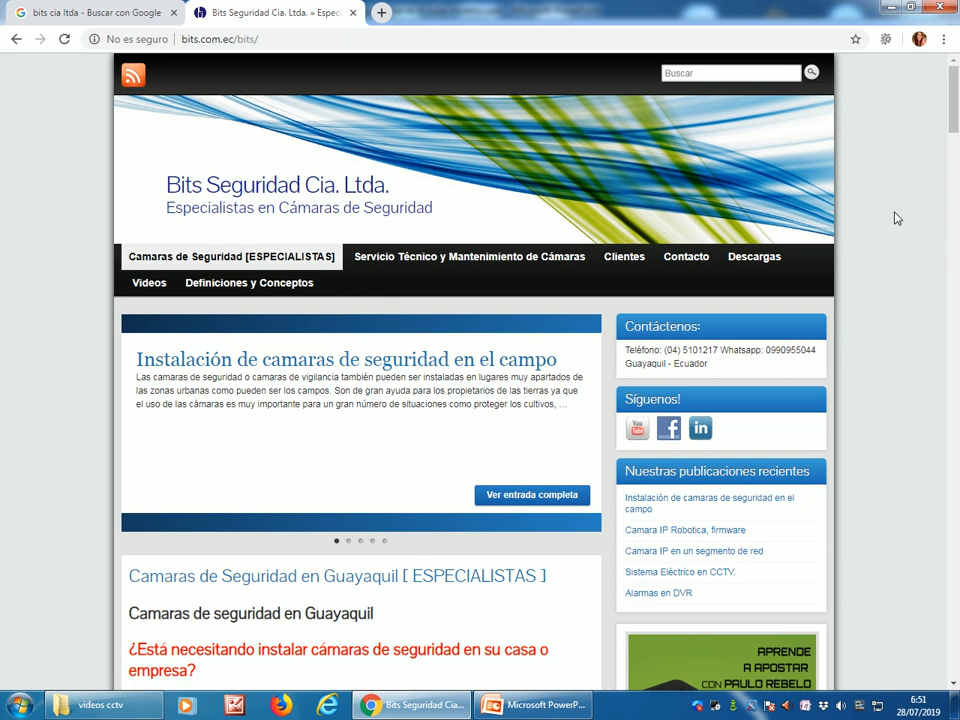 bits cia ltda - Buscar con Google
Bits Seguridad Cia. Ltda. » Espec
No es seguro
bits.com.ec/bits/
Buscar
Bits Seguridad Cia. Ltda.
Especialistas en Cámaras de Seguridad
Camaras de Seguridad [ESPECIALISTAS]
Servicio Técnico y Mantenimiento de Cámaras
Clientes
Contacto
Descargas
Videos
Definiciones y Conceptos
Instalación de camaras de seguridad en el campo
Las camaras de seguridad o camaras de vigilancia también pueden ser instaladas en lugares muy apartados de
las zonas urbanas como pueden ser los campos. Son de gran ayuda para los propietarios de las tierras ya que
el uso de las cámaras es muy importante para un gran número de situaciones como proteger los cultivos, ...
Ver entrada completa
Camaras de Seguridad en Guayaquil [ ESPECIALISTAS ]
Camaras de seguridad en Guayaquil
¿Está necesitando instalar cámaras de seguridad en su casa o
empresa?
Contáctenos:
Teléfono: (04) 5101217 Whatsapp: 0990955044
Guayaquil - Ecuador
Síguenos!
You
Tube
in
Nuestras publicaciones recientes
Instalación de camaras de seguridad en el
campo
Camara IP Robotica, firmware
Camara IP en un segmento de red
Sistema Eléctrico en CCTV.
Alarmas en DVR
APRENDE
A APOSTAR
CON PAULO REBELO
videos cctv
Bits Seguridad Cia...
Microsoft PowerP...
6:51
28/07/2019